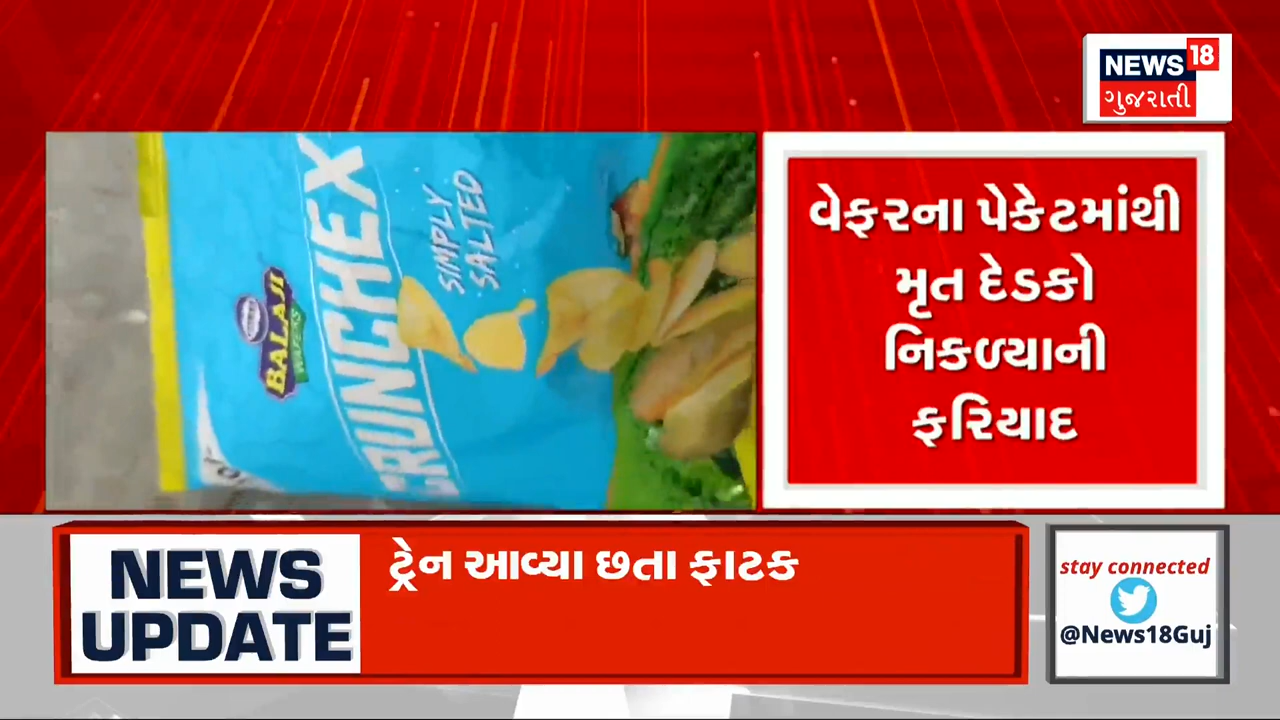 NEWS 18
ગુજરાતી
BALAJI
WAFERS
CRUNCHEX
SIMPLY
SALTED
વેફરના પેકેટમાંથી
મૃત દેડકો
નિકળ્યાની
ફરિયાદ
NEWS
UPDATE
ટ્રેન આવ્યા છતા ફાટક
stay connected
@News18Guj